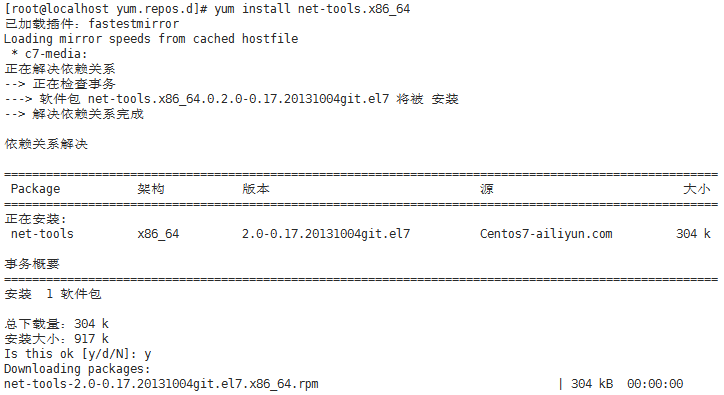 [root@localhost yum.repos.d]# yum install net-tools.x86_64
已加载插件：fastestmirror
Loading mirror speeds from cached hostfile
 * c7-media:
正在解决依赖关系
--> 正在检查事务
---> 软件包 net-tools.x86_64.0.2.0-0.17.20131004git.el7 将被 安装
--> 解决依赖关系完成

依赖关系解决

================================================================================
 Package 架构 版本 源 大小
================================================================================
正在安装:
 net-tools x86_64 2.0-0.17.20131004git.el7 Centos7-ailiyun.com 304 k

事务概要
================================================================================
安装  1 软件包

总下载量：304 k
安装大小：917 k
Is this ok [y/d/N]: y
Downloading packages:
net-tools-2.0-0.17.20131004git.el7.x86_64.rpm | 304 kB  00:00:00